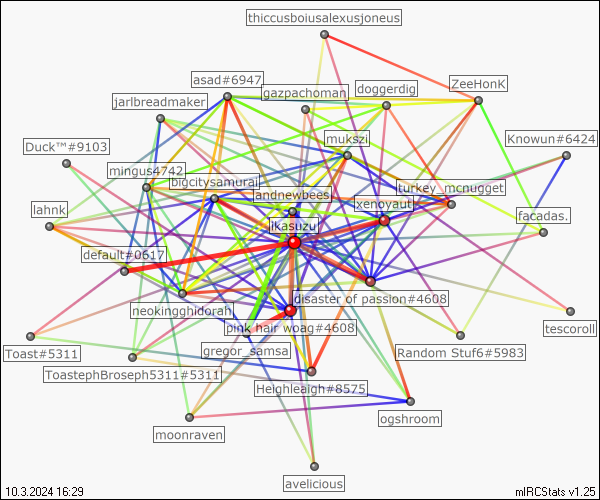 thiccusboiusalexusjoneus
asad#6947
gazpachoman
doggerdig
ZeeHonK
jarlbreadmaker
mukszi
Knowun#6424
Duck™#9103
mingus4742
bigcitysamurai
andnewbees
turkey_mcnugget
xenoyaut
lahnk
ikasuzu
facadas.
default#0617
neokingghidorah
disaster of passion#4608
pink hair woag#4608
tescoroll
Toast#5311
gregor_samsa
Random Stuf6#5983
ToastephBroseph5311#5311
Heighleaigh#8575
ogshroom
moonraven
avelicious
10.3.2024 16:29
mIRCStats v1.25